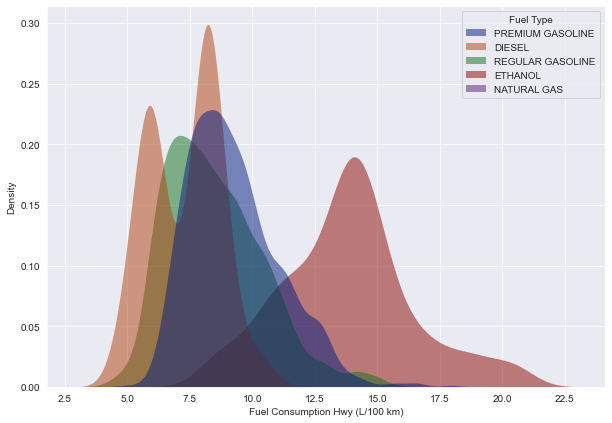 Fuel Type
PREMIUM GASOLINE
DIESEL
REGULAR GASOLINE
ETHANOL
NATURAL GAS
0.30
0.25
0.20
0.15
0.10
0.05
0.00
Density
2.5 5.0 7.5 10.0 12.5 15.0 17.5 20.0 22.5
Fuel Consumption Hwy (L/100 km)